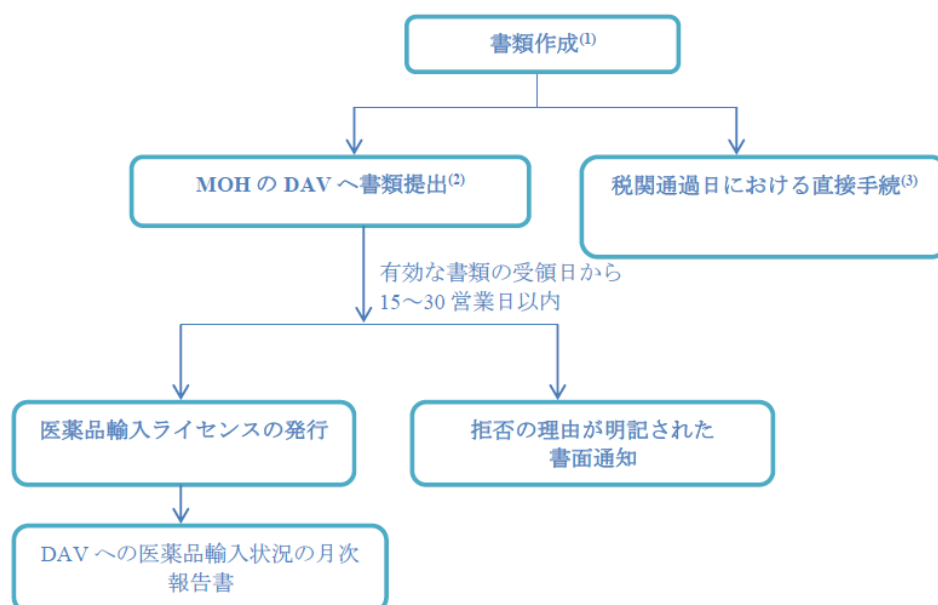 書類作成(1)
MOH の DAV へ書類提出(2)
税関通過日における直接手続(3)
有効な書類の受領日から
15～30 営業日以内
医薬品輸入ライセンスの発行
拒否の理由が明記された
書面通知
DAV への医薬品輸入状況の月次
報告書